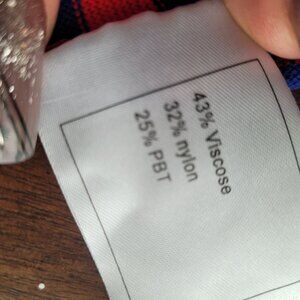 43% Viscose
32% nylon
25% PBT